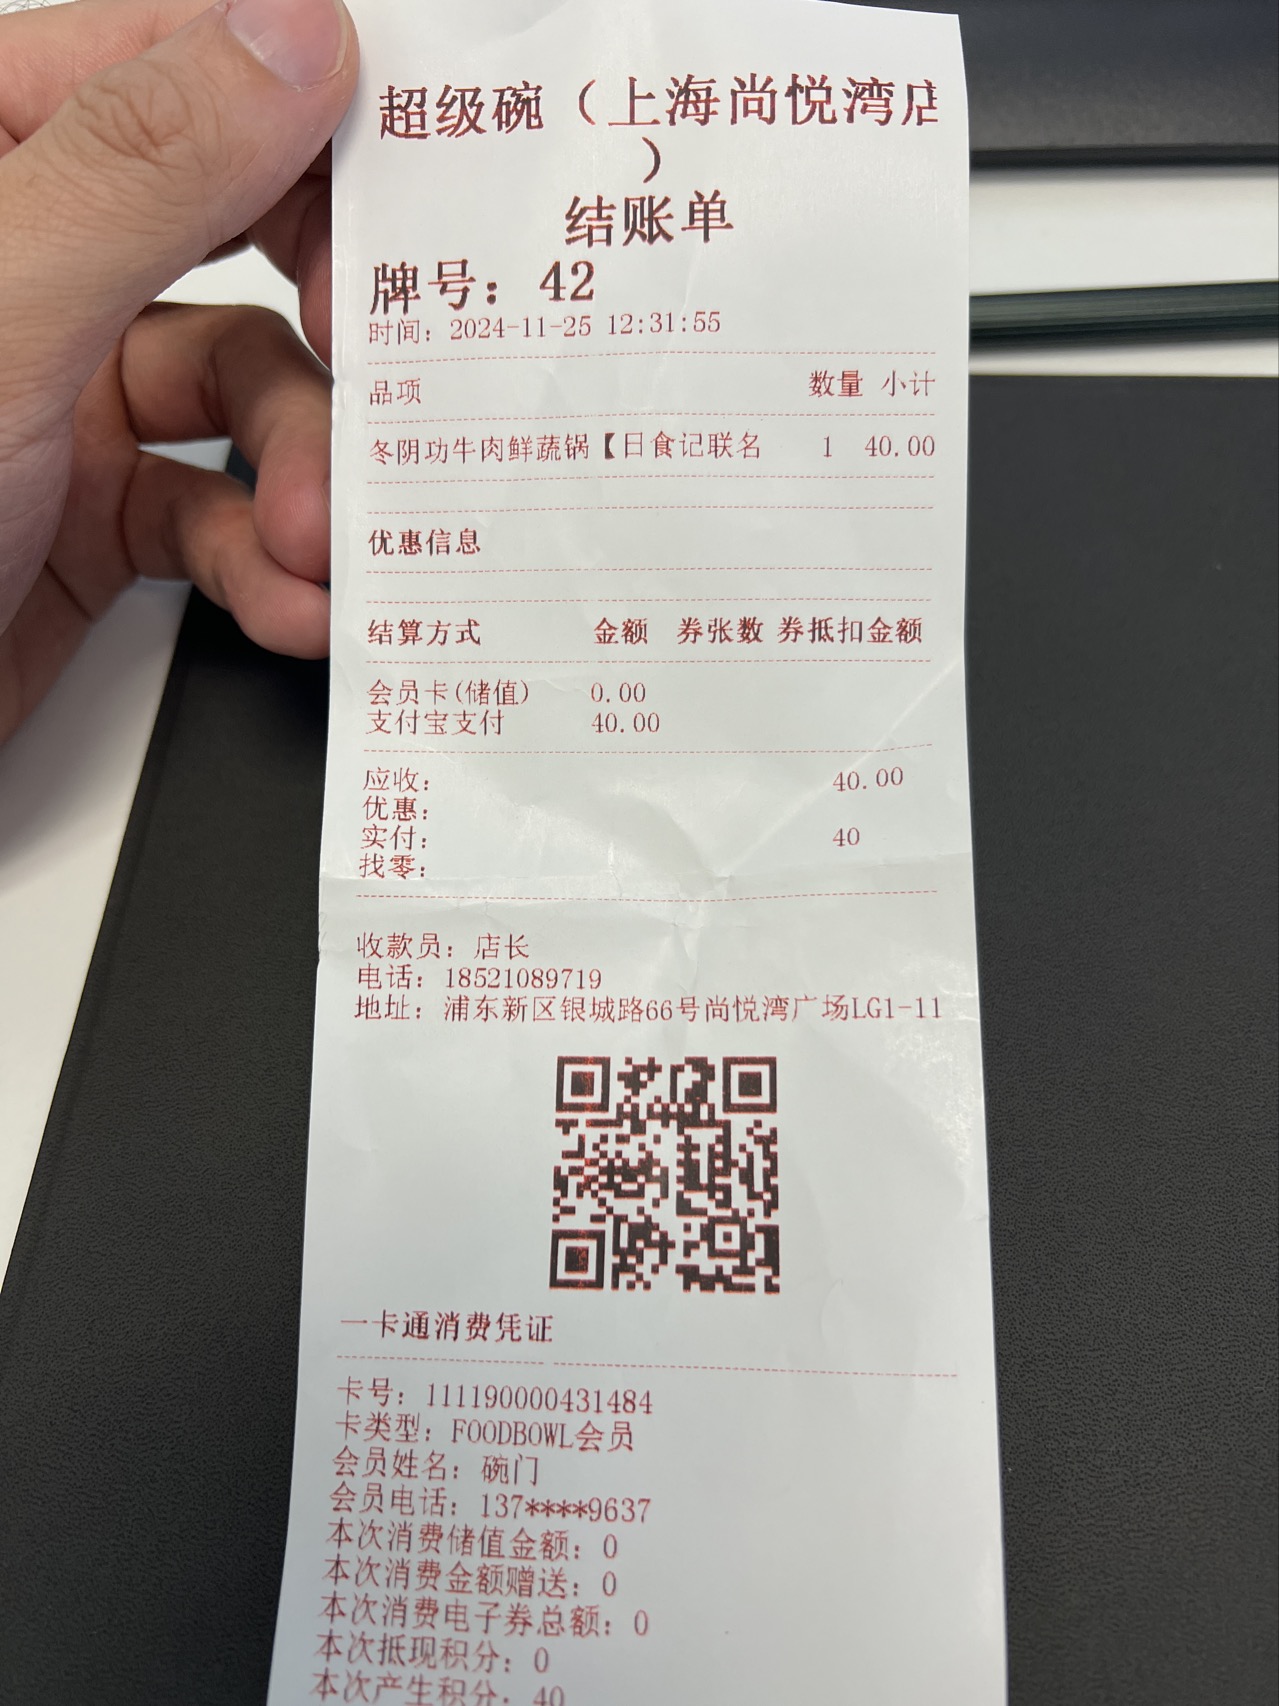 超级碗（上海尚悦湾店
）
结账单
牌号：42
时间：2024-11-25 12:31:55
品项 数量 小计
冬阴功牛肉鲜蔬锅【日食记联名 1 40.00
优惠信息
结算方式 金额 券张数 券抵扣金额
会员卡(储值) 0.00
支付宝支付 40.00
应收： 40.00
优惠：
实付： 40
找零：
收款员：店长
电话：18521089719
地址：浦东新区银城路66号尚悦湾广场LG1-11
一卡通消费凭证
卡号：111190000431484
卡类型：FOODBOWL会员
会员姓名：碗门
会员电话：137****9637
本次消费储值金额：0
本次消费金额赠送：0
本次消费电子券总额：0
本次抵现积分：0
本次产生积分：40